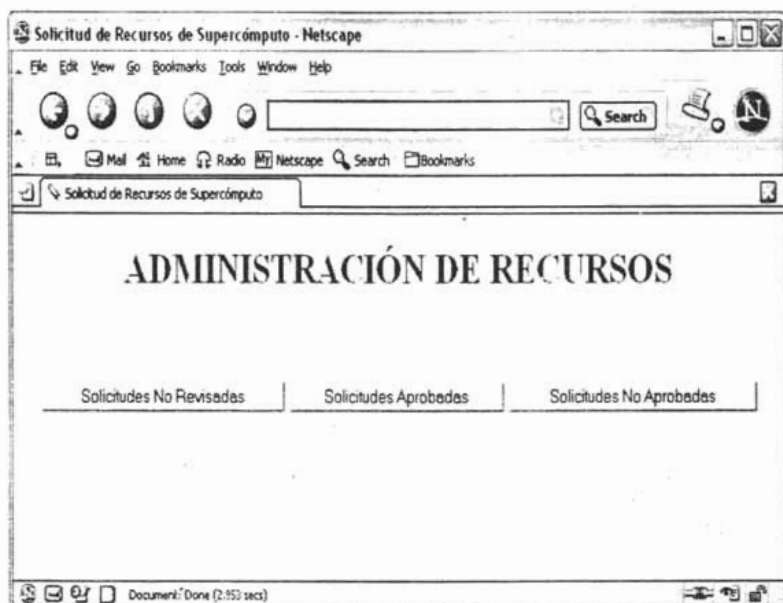 Solicitud de Recursos de Supercómputo - Netscape
File Edit View Go Bookmarks Tools Window Help
Search N
Mail Home Radio My Netscape Search Bookmarks
Solicitud de Recursos de Supercómputo
ADMINISTRACIÓN DE RECURSOS
Solicitudes No Revisadas Solicitudes Aprobadas Solicitudes No Aprobadas
Document: Done (2.953 secs)